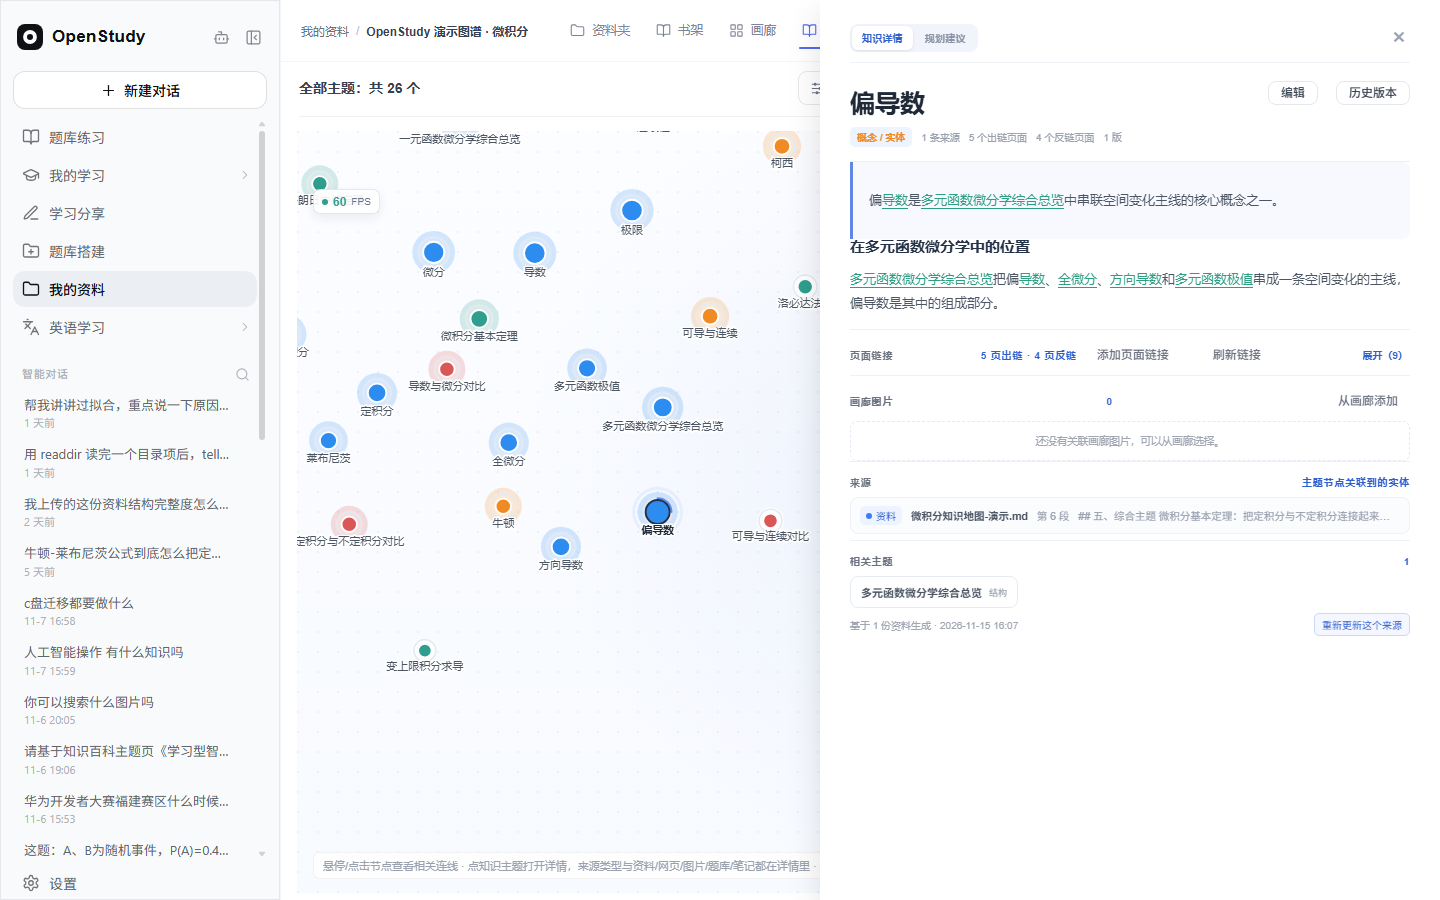 OpenStudy
新建对话
题库练习
我的学习
学习分享
题库搭建
我的资料
英语学习
智能对话
帮我讲讲过拟合，重点说一下原因...
1 天前
用 readdir 读完一个目录项后，tell...
1 天前
我上传的这份资料结构完整度怎么...
2 天前
牛顿-莱布尼茨公式到底怎么把定...
5 天前
c盘迁移都要做什么
11-7 16:58
人工智能操作 有什么知识吗
11-7 15:59
你可以搜索什么图片吗
11-6 20:05
请基于知识百科主题页《学习型智...
11-6 19:06
华为开发者大赛福建赛区什么时候...
11-6 15:53
这题：A、B为随机事件，P(A)=0.4...
设置
我的资料 / OpenStudy 演示图谱 · 微积分
资料夹
书架
画廊
全部主题：共 26 个
一元函数微分学综合总览
柯西
朗
60 FPS
极限
微分
导数
洛必达法
微积分基本定理
可导与连续
分
导数与微分对比
多元函数极值
定积分
多元函数微分学综合总览
莱布尼茨
全微分
牛顿
偏导数
定积分与不定积分对比
可导与连续对比
方向导数
变上限积分求导
悬停/点击节点查看相关连线 · 点知识主题打开详情，来源类型与资料/网页/图片/题库/笔记都在详情里 ·
知识详情
规划建议
偏导数
编辑
历史版本
概念 / 实体
1 条来源
5 个出链页面
4 个反链页面
1 版
偏导数是多元函数微分学综合总览中串联空间变化主线的核心概念之一。
在多元函数微分学中的位置
多元函数微分学综合总览把偏导数、全微分、方向导数和多元函数极值串成一条空间变化的主线，
偏导数是其中的组成部分。
页面链接
5 页出链 · 4 页反链
添加页面链接
刷新链接
展开（9）
画廊图片
0
从画廊添加
还没有关联画廊图片，可以从画廊选择。
来源
主题节点关联到的实体
资料
微积分知识地图-演示.md
第 6 段
## 五、综合主题 微积分基本定理：把定积分与不定积分连接起来...
相关主题
1
多元函数微分学综合总览
结构
基于 1 份资料生成 · 2026-11-15 16:07
重新更新这个来源